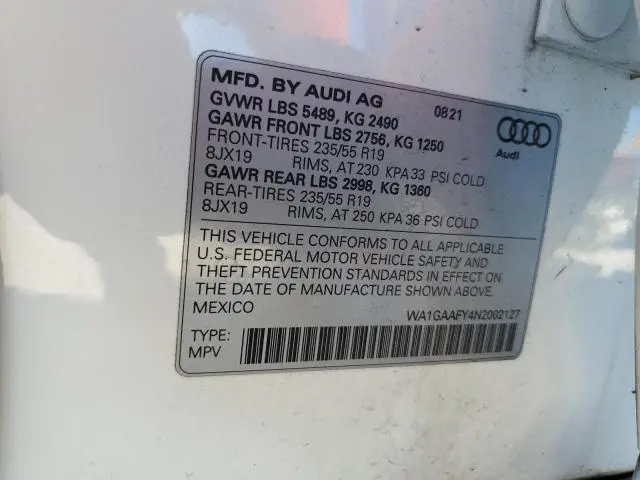 MFD. BY AUDI AG 0821
GVWR LBS 5489, KG 2490
GAWR FRONT LBS 2756, KG 1250
FRONT-TIRES 235/55 R19
8JX19 RIMS, AT 230 KPA 33 PSI COLD
GAWR REAR LBS 2998, KG 1360
REAR-TIRES 235/55 R19
8JX19 RIMS, AT 250 KPA 36 PSI COLD
Audi
THIS VEHICLE CONFORMS TO ALL APPLICABLE
U.S. FEDERAL MOTOR VEHICLE SAFETY AND
THEFT PREVENTION STANDARDS IN EFFECT ON
THE DATE OF MANUFACTURE SHOWN ABOVE.
MEXICO WA1GAAFY4N2002127
TYPE:
MPV